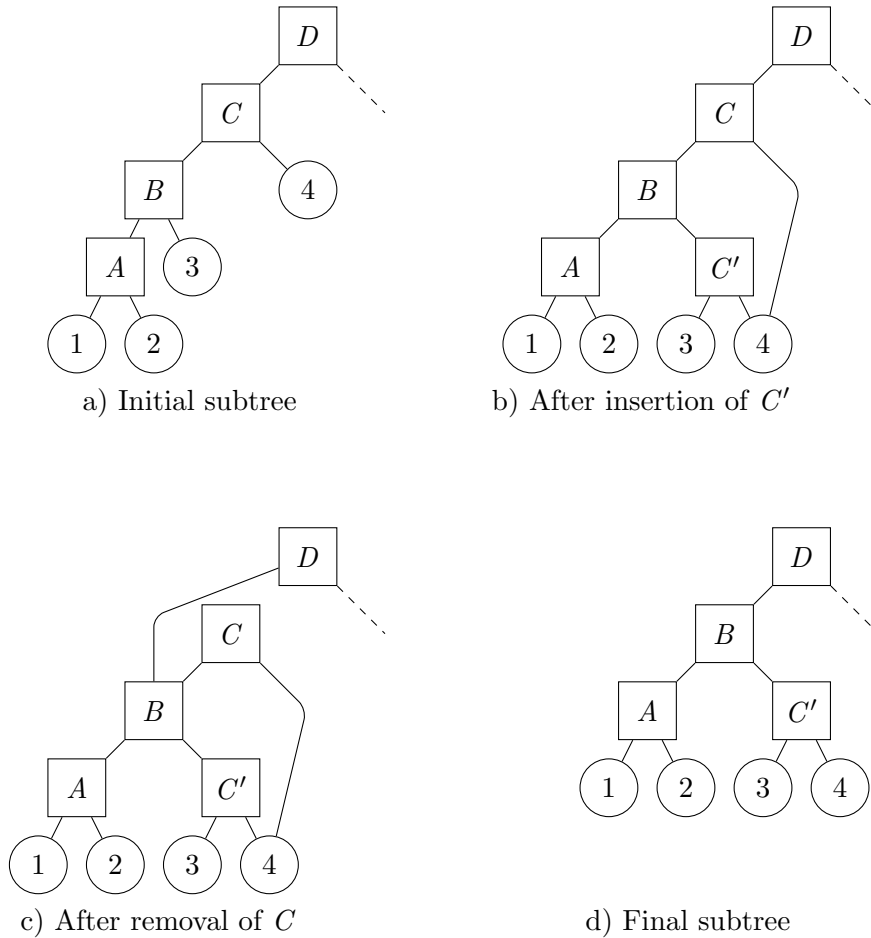 D
D
C
C
B
4
B
A
3
A
C′
1
2
1
2
3
4
a) Initial subtree
b) After insertion of C′
D
D
C
B
B
A
C′
A
C′
1
2
3
4
1
2
3
4
c) After removal of C
d) Final subtree